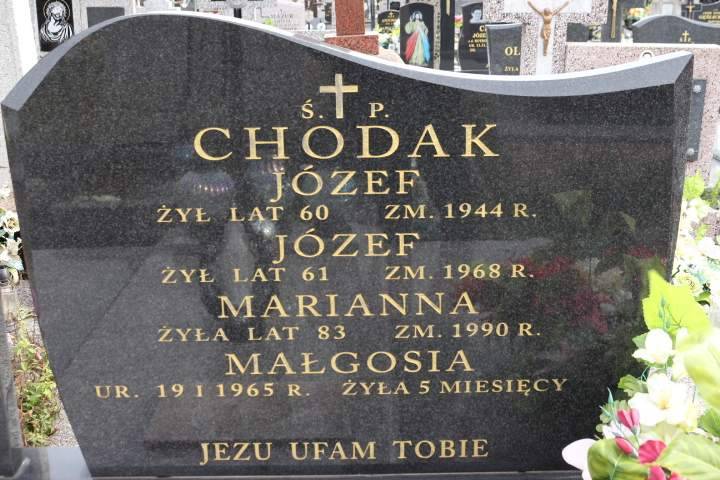 Ś. P.
CHODAK
JÓZEF
ŻYŁ LAT 60 ZM. 1944 R.
JÓZEF
ŻYŁ LAT 61 ZM. 1968 R.
MARIANNA
ŻYŁA LAT 83 ZM. 1990 R.
MAŁGOSIA
UR. 19 I 1965 R. ŻYŁA 5 MIESIĘCY
JEZU UFAM TOBIE